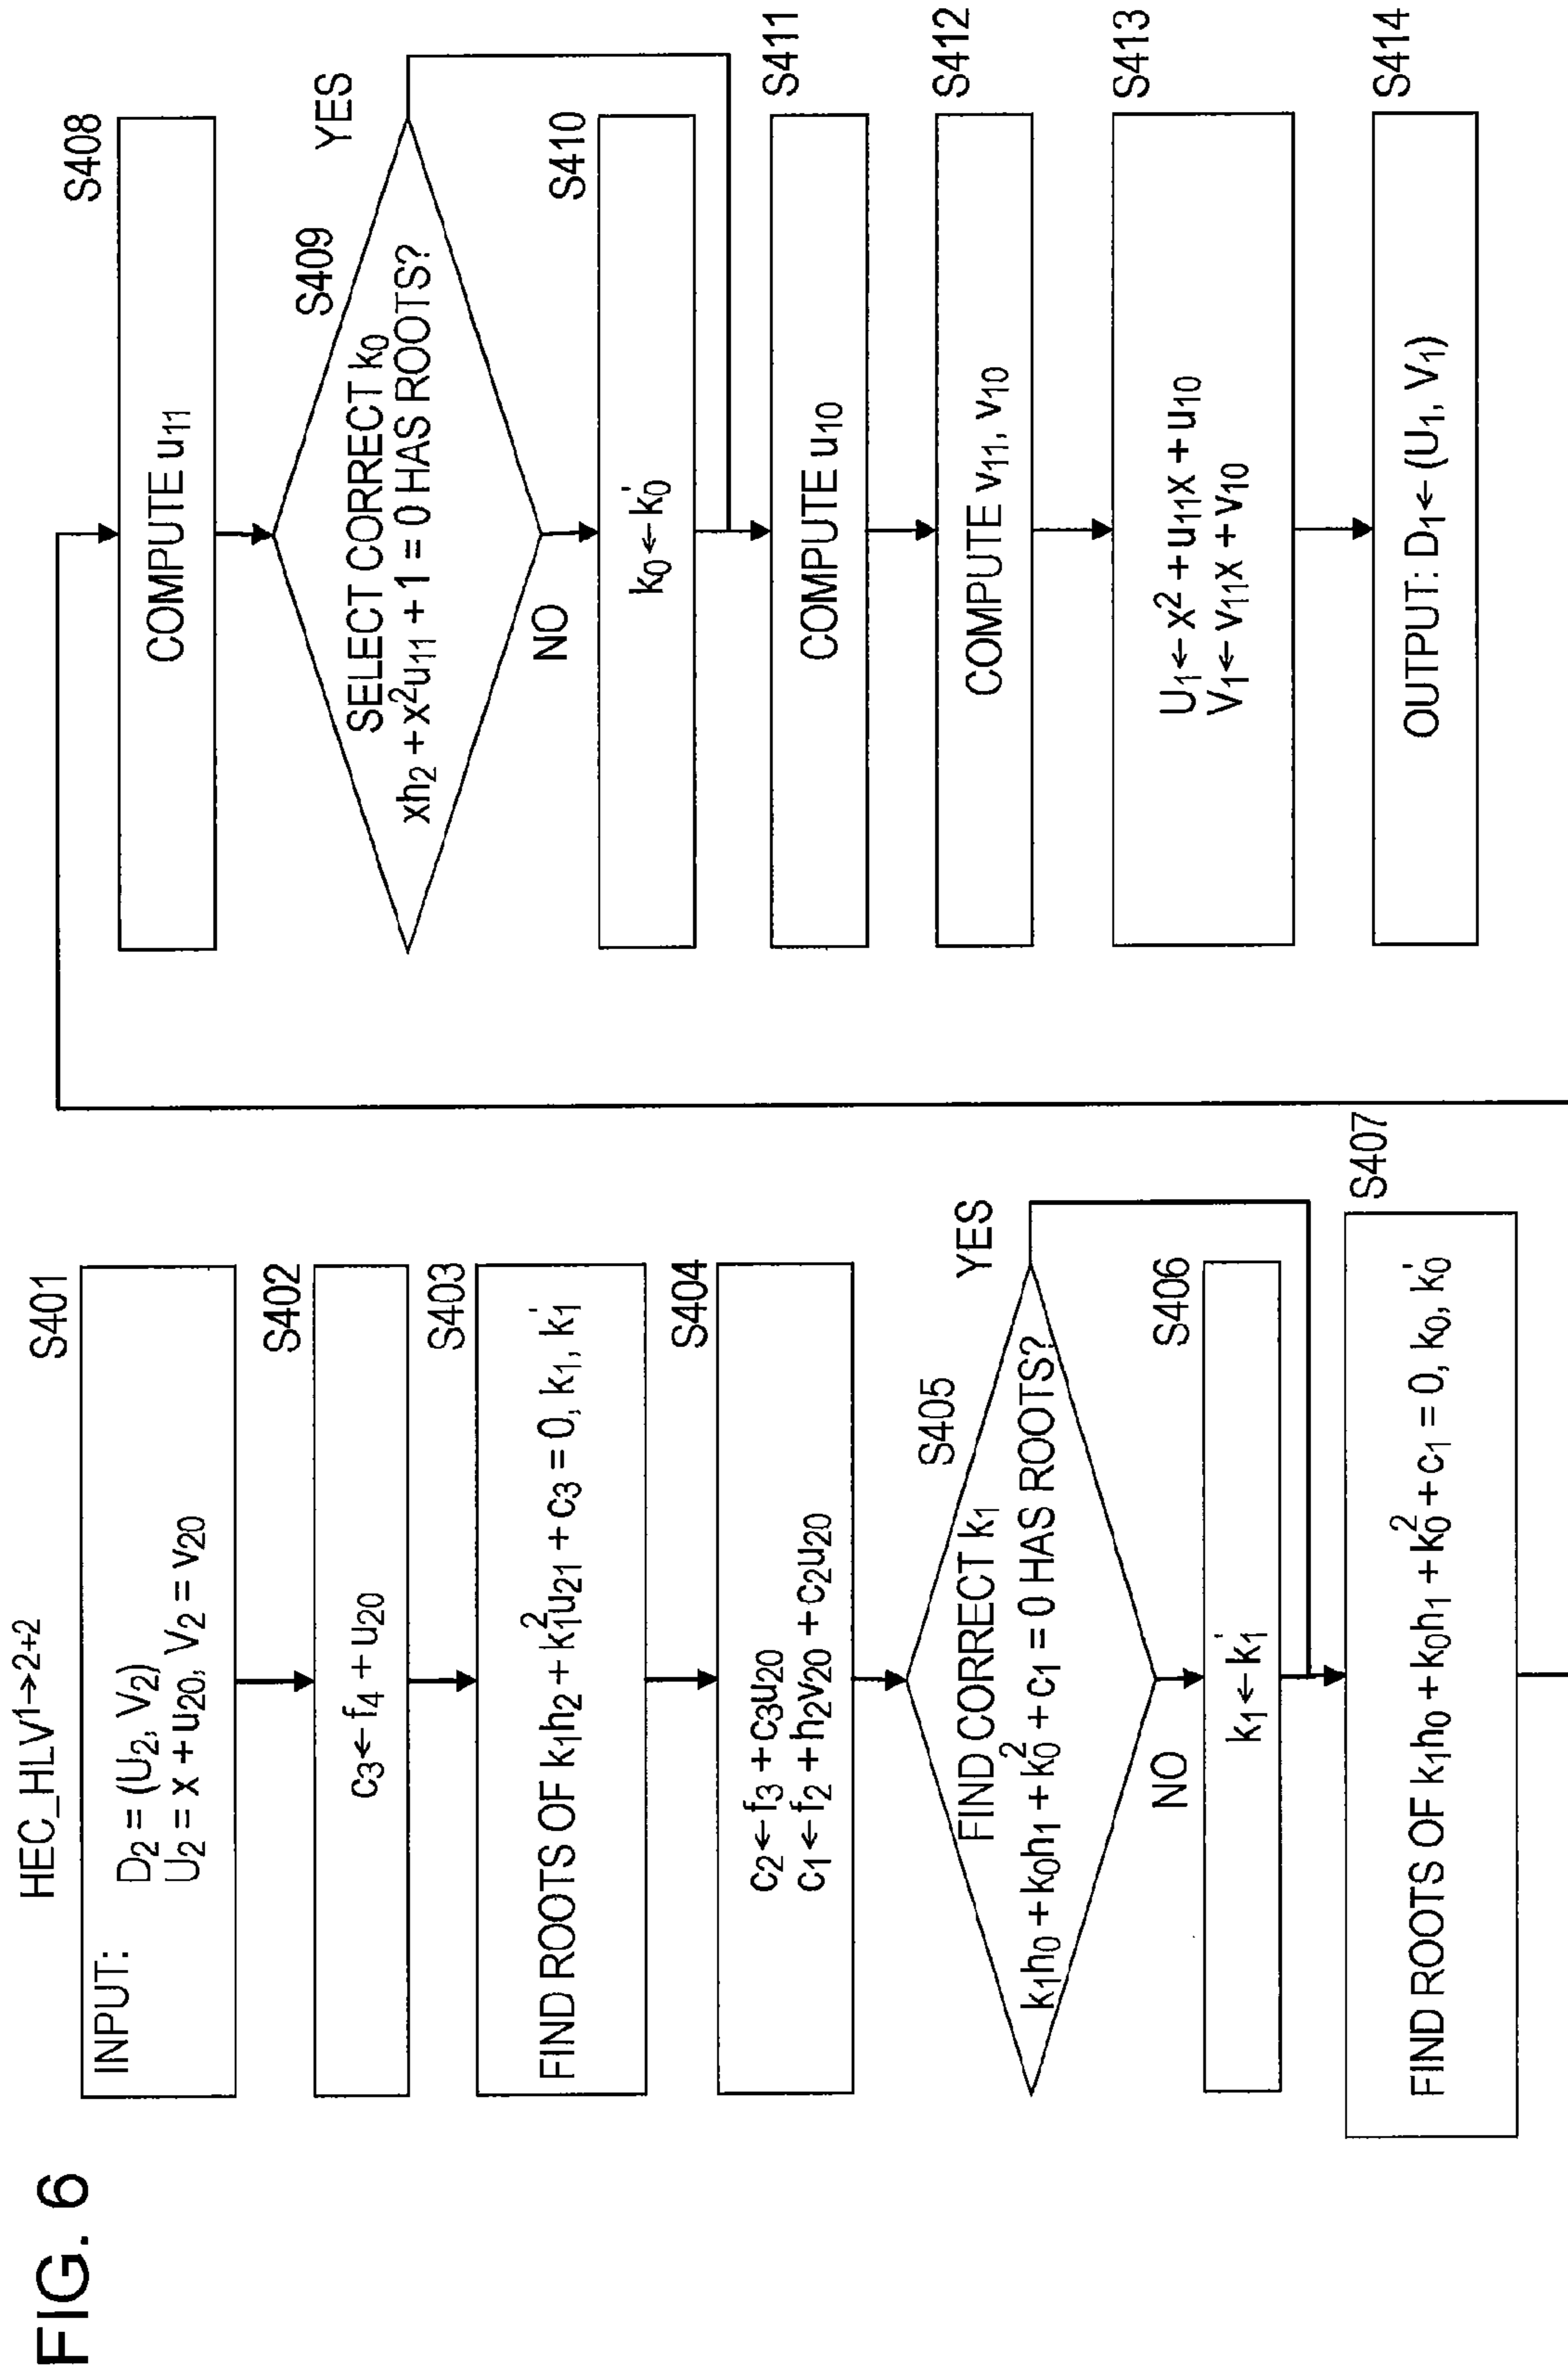 FIG. 6
HEC_HLV¹→²⁺²
S401
INPUT:
D₂ = (U₂, V₂)
U₂ = x + u₂₀, V₂ = v₂₀
S402
c₃ ← f₄ + u₂₀
S403
FIND ROOTS OF k₁h₂ + k₁²u₂₁ + c₃ = 0, k₁, k₁'
S404
c₂ ← f₃ + c₃u₂₀
c₁ ← f₂ + h₂v₂₀ + c₂u₂₀
S405
FIND CORRECT k₁
k₁h₀ + k₀h₁ + k₀² + c₁ = 0 HAS ROOTS?
YES
NO
S406
k₁ ← k₁'
S407
FIND ROOTS OF k₁h₀ + k₀h₁ + k₀² + c₁ = 0, k₀, k₀'
S408
COMPUTE u₁₁
S409
SELECT CORRECT k₀
xh₂ + x²u₁₁ + 1 = 0 HAS ROOTS?
YES
NO
S410
k₀ ← k₀'
S411
COMPUTE u₁₀
S412
COMPUTE v₁₁, v₁₀
S413
U₁ ← x² + u₁₁x + u₁₀
V₁ ← v₁₁x + v₁₀
S414
OUTPUT: D₁ ← (U₁, V₁)